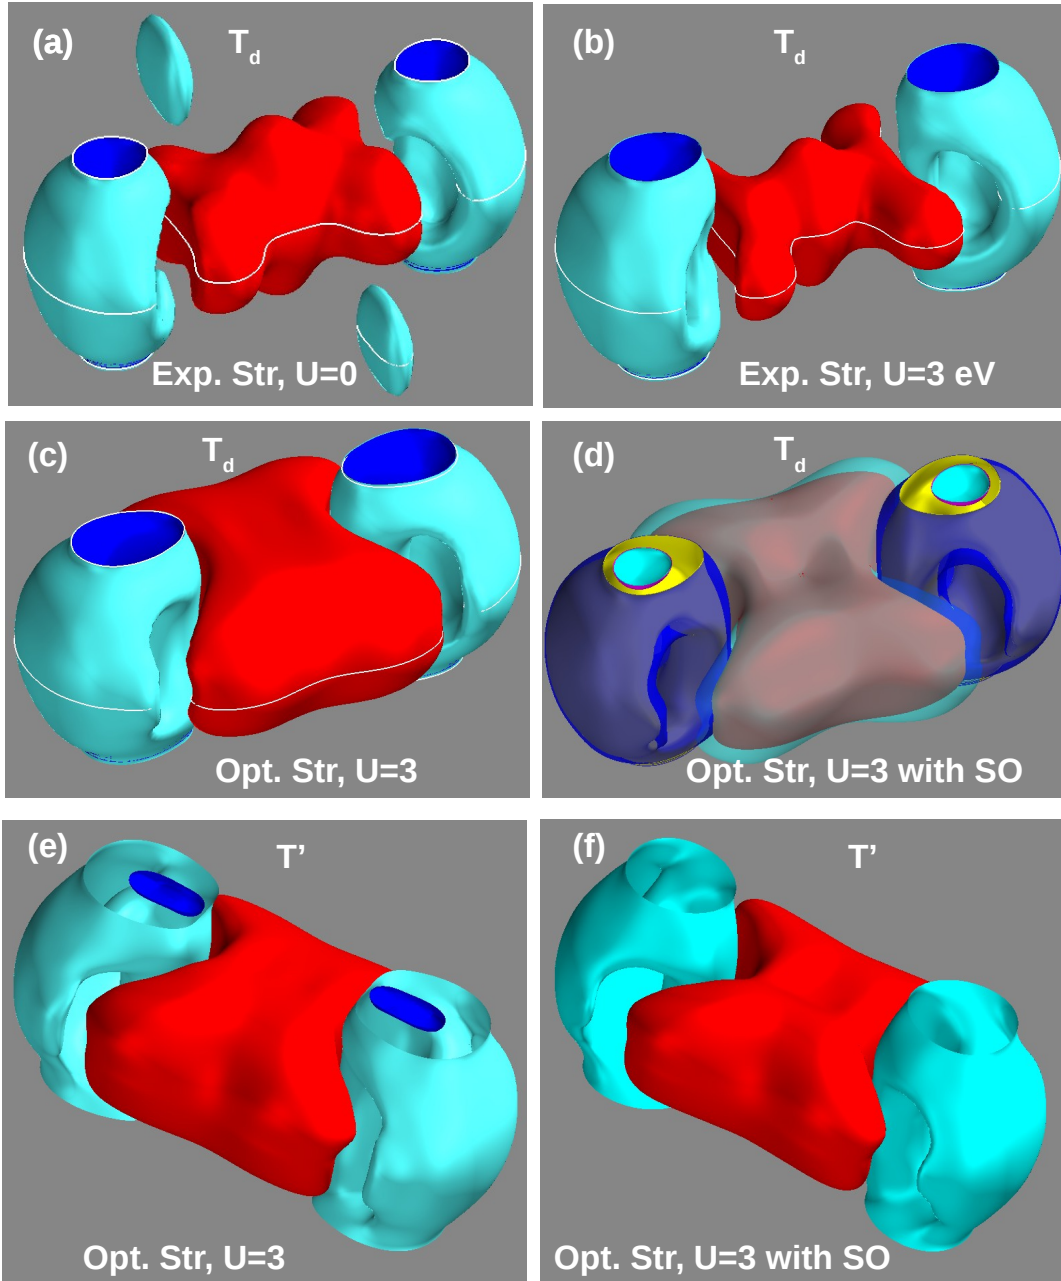 (a) T_d
Exp. Str, U=0
(b) T_d
Exp. Str, U=3 eV
(c) T_d
Opt. Str, U=3
(d) T_d
Opt. Str, U=3 with SO
(e) T’
Opt. Str, U=3
(f) T’
Opt. Str, U=3 with SO